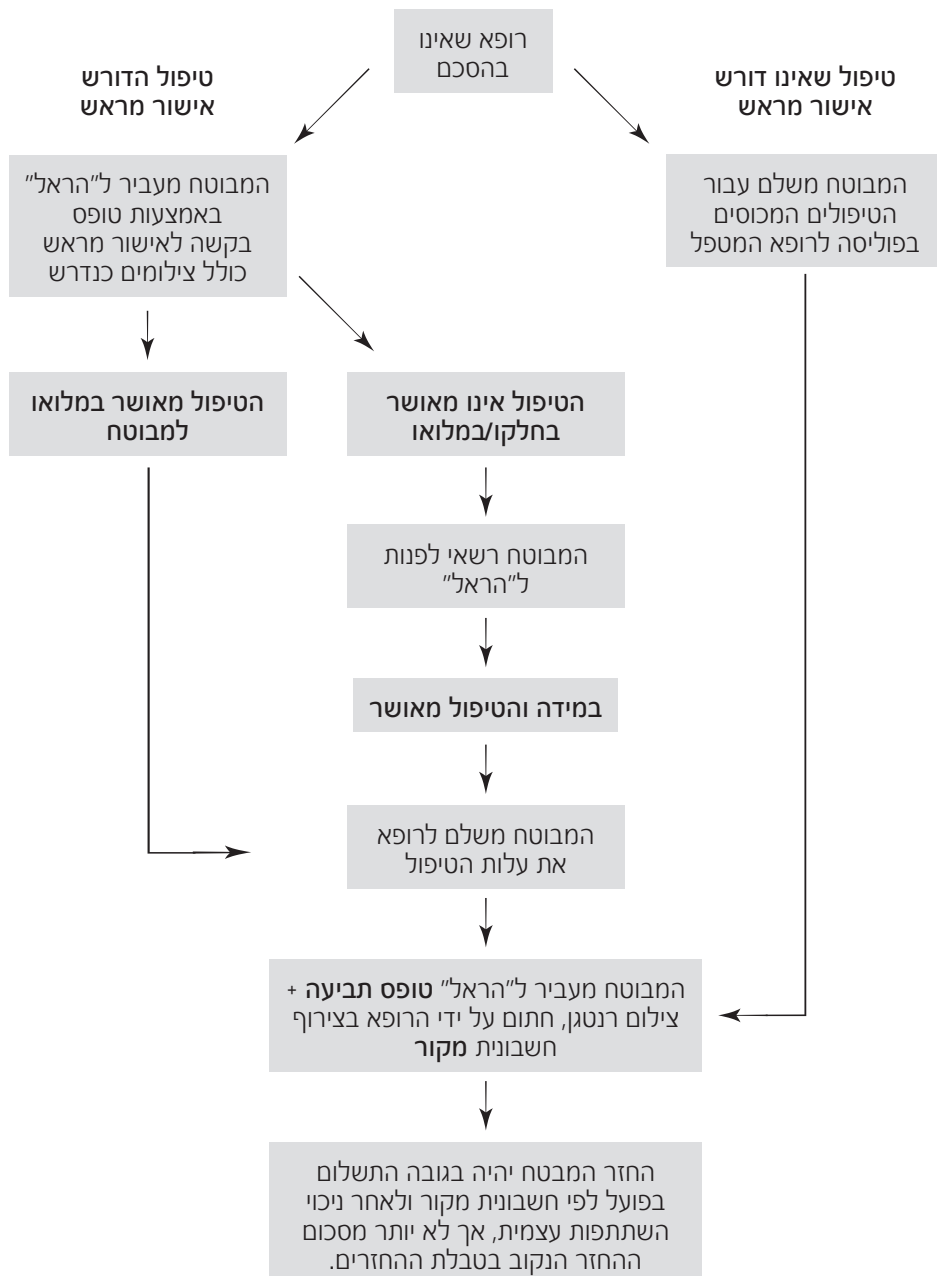 רופא שאינו
בהסכם
טיפול שאינו דורש
אישור מראש
טיפול הדורש
אישור מראש
המבוטח משלם עבור
הטיפולים המכוסים
בפוליסה לרופא המטפל
המבוטח מעביר ל"הראל"
באמצעות טופס
בקשה לאישור מראש
כולל צילומים כנדרש
הטיפול אינו מאושר
בחלקו/במלואו
הטיפול מאושר במלואו
למבוטח
המבוטח רשאי לפנות
ל"הראל"
במידה והטיפול מאושר
המבוטח משלם לרופא
את עלות הטיפול
המבוטח מעביר ל"הראל" טופס תביעה +
צילום רנטגן, חתום על ידי הרופא בצירוף
חשבונית מקור
החזר המבטח יהיה בגובה התשלום
בפועל לפי חשבונית מקור ולאחר ניכוי
השתתפות עצמית, אך לא יותר מסכום
ההחזר הנקוב בטבלת ההחזרים.